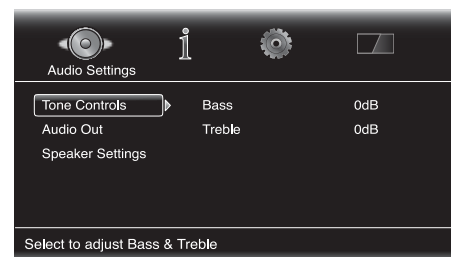 Audio Settings
Tone Controls Bass 0dB
Audio Out Treble 0dB
Speaker Settings
Select to adjust Bass & Treble